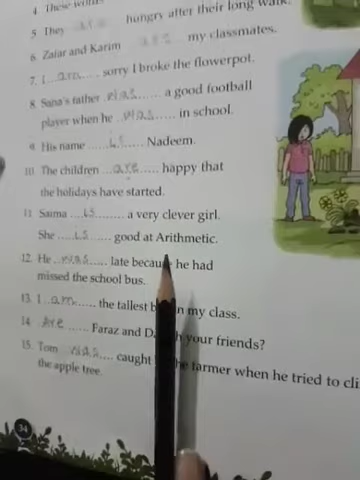 4 These
5 They are hungry after their long walk.
6. Zafar and Karim are my classmates.
7. I am sorry I broke the flowerpot.
8. Sana's father was a good football
player when he was in school.
9. His name is Nadeem.
10. The children are happy that
the holidays have started.
11. Saima is a very clever girl.
She is good at Arithmetic.
12. He was late because he had
missed the school bus.
13. I am the tallest in my class.
14. Are Faraz and your friends?
15. Tom was caught the farmer when he tried to cli
the apple tree.
34